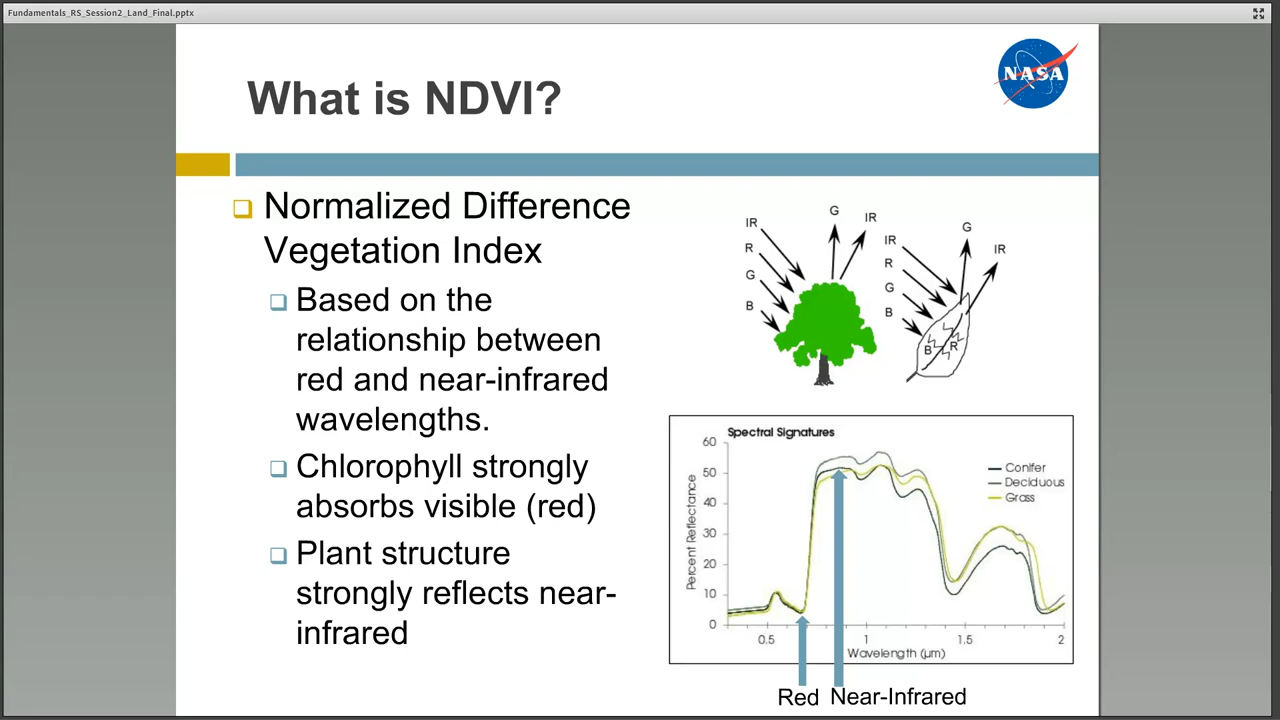 Fundamentals_RS_Session2_Land_Final.pptx
NASA
What is NDVI?
Normalized Difference
Vegetation Index
Based on the
relationship between
red and near-infrared
wavelengths.
Chlorophyll strongly
absorbs visible (red)
Plant structure
strongly reflects near-
infrared
IR
R
G
B
G
IR
IR
R
G
B
G
IR
B
R
Spectral Signatures
Percent Reflectance
60
50
40
30
20
10
0
Conifer
Deciduous
Grass
0.5
1
1.5
2
Wavelength (µm)
Red
Near-Infrared